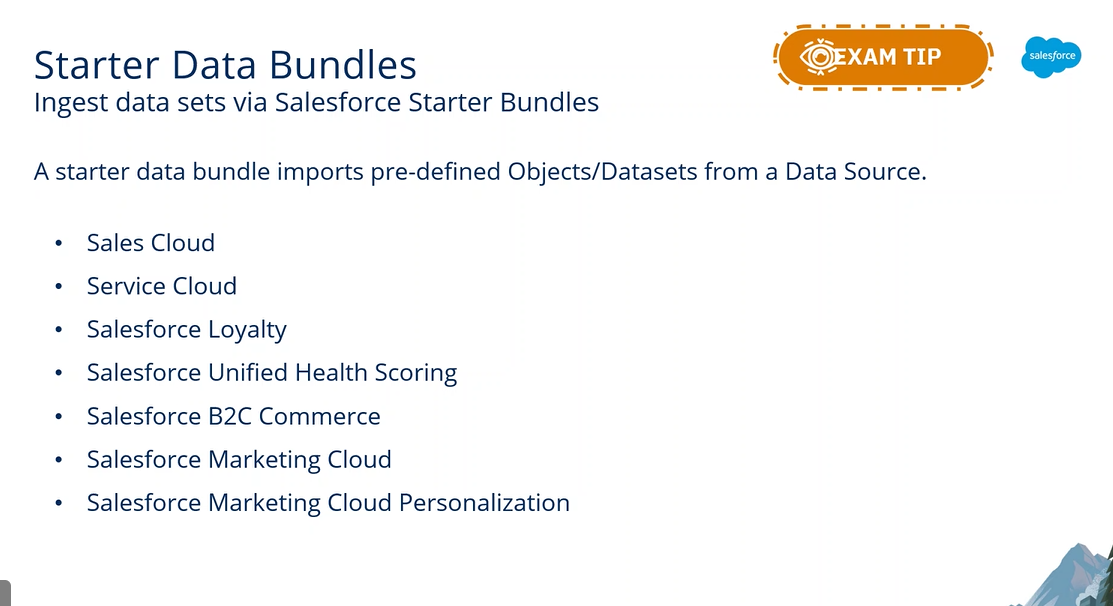 Starter Data Bundles
Ingest data sets via Salesforce Starter Bundles
EXAM TIP
salesforce
A starter data bundle imports pre-defined Objects/Datasets from a Data Source.
• Sales Cloud
• Service Cloud
• Salesforce Loyalty
• Salesforce Unified Health Scoring
• Salesforce B2C Commerce
• Salesforce Marketing Cloud
• Salesforce Marketing Cloud Personalization